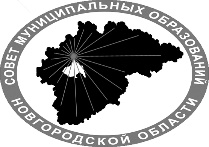 СОВЕТ МУНИЦИПАЛЬНЫХ ОБРАЗОВАНИЙ
НОВГОРОДСКОЙ ОБЛАСТИ